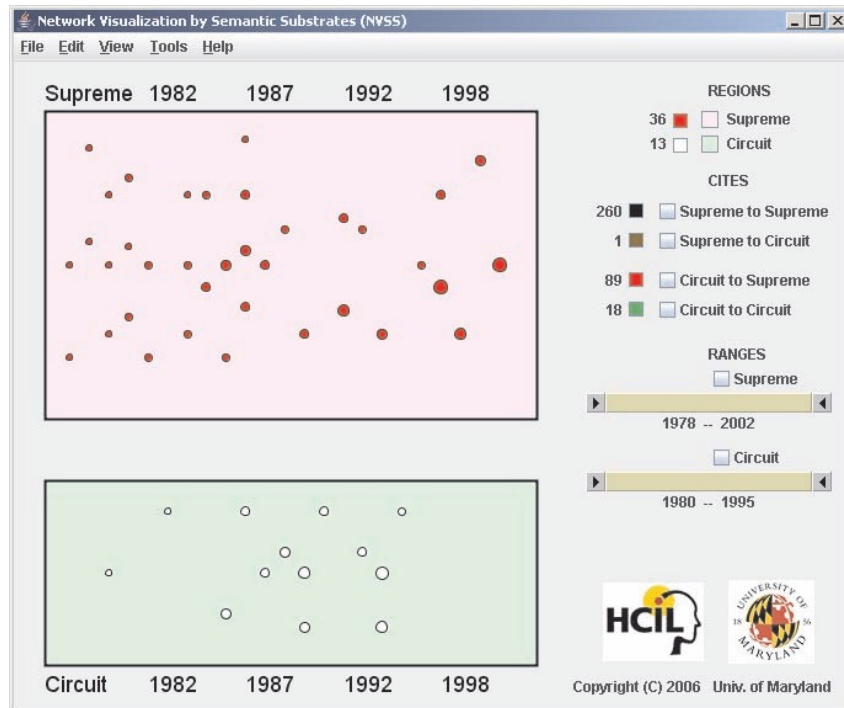 Network Visualization by Semantic Substrates (NVSS)
File Edit View Tools Help
Supreme 1982 1987 1992 1998
REGIONS
36 Supreme
13 Circuit
CITES
260 Supreme to Supreme
1 Supreme to Circuit
89 Circuit to Supreme
18 Circuit to Circuit
RANGES
Supreme
1978 -- 2002
Circuit
1980 -- 1995
HCIL
UNIVERSITY OF
18 56
MARYLAND
Circuit 1982 1987 1992 1998
Copyright (C) 2006 Univ. of Maryland